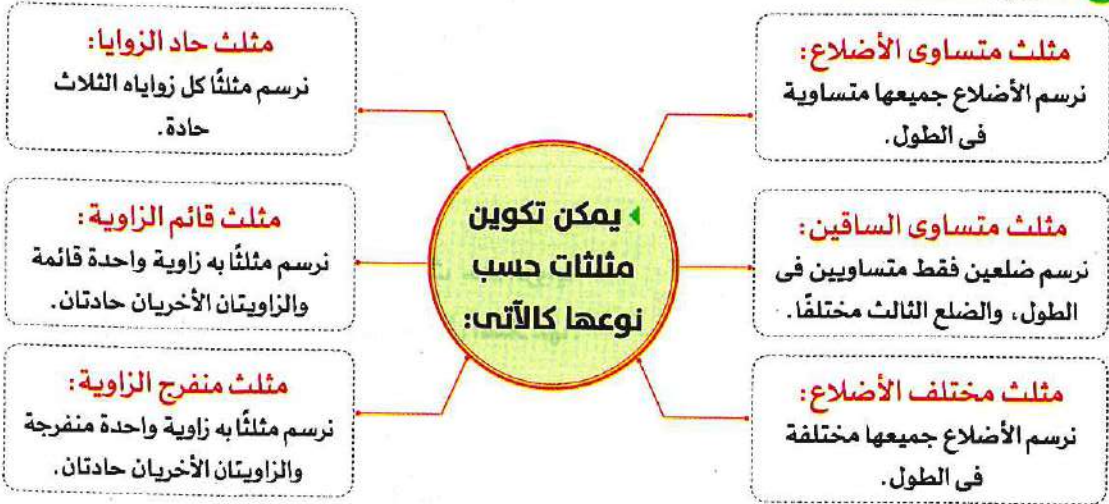 يمكن تكوين
مثلثات حسب
نوعها كالآتى:
مثلث متساوى الأضلاع:
نرسم الأضلاع جميعها متساوية
فى الطول.
مثلث متساوى الساقين:
نرسم ضلعين فقط متساويين فى
الطول، والضلع الثالث مختلفًا.
مثلث مختلف الأضلاع:
نرسم الأضلاع جميعها مختلفة
فى الطول.
مثلث حاد الزوايا:
نرسم مثلثًا كل زواياه الثلاث
حادة.
مثلث قائم الزاوية:
نرسم مثلثًا به زاوية واحدة قائمة
والزاويتان الأخريان حادتان.
مثلث منفرج الزاوية:
نرسم مثلثًا به زاوية واحدة منفرجة
والزاويتان الأخريان حادتان.